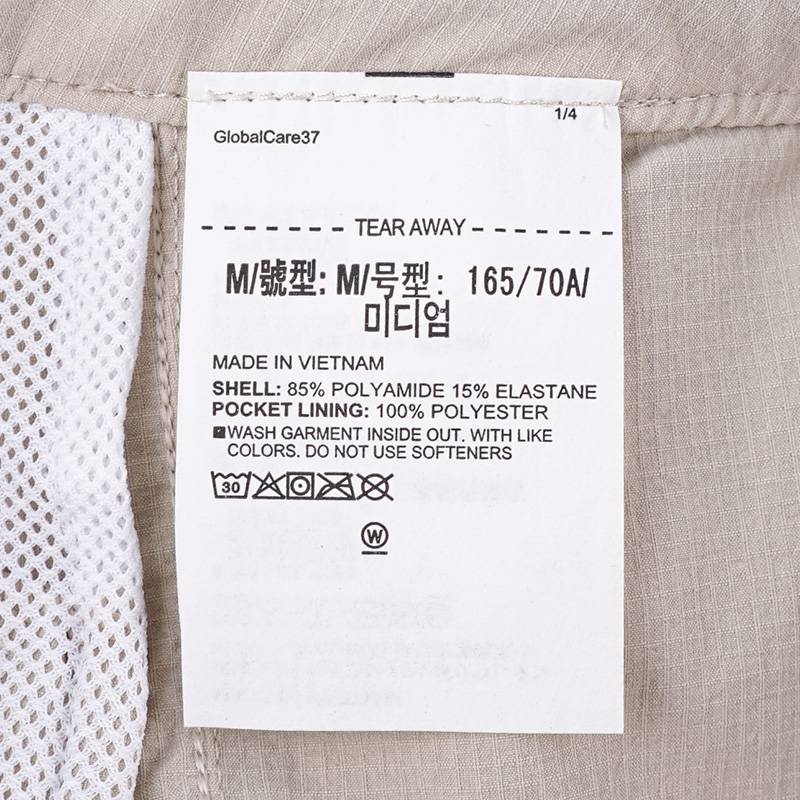 1/4
GlobalCare37
TEAR AWAY
M/號型: M/号型: 165/70A/
미디엄
MADE IN VIETNAM
SHELL: 85% POLYAMIDE 15% ELASTANE
POCKET LINING: 100% POLYESTER
WASH GARMENT INSIDE OUT. WITH LIKE
COLORS. DO NOT USE SOFTENERS
30
W